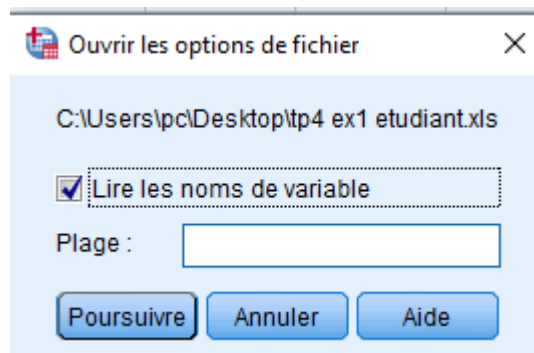 Ouvrir les options de fichier
C:\Users\pc\Desktop\tp4 ex1 etudiant.xls
Lire les noms de variable
Plage :
Poursuivre Annuler Aide